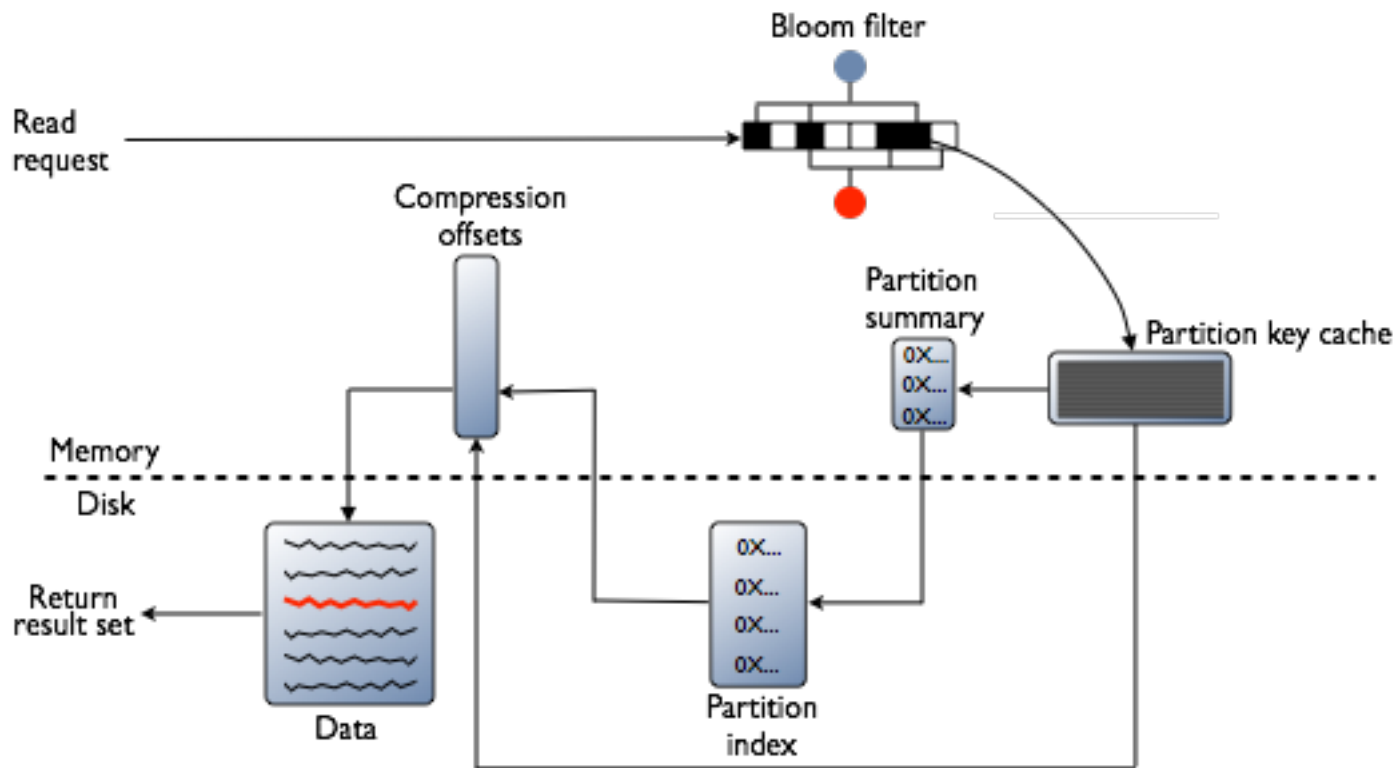 Bloom filter
Read
request
Compression
offsets
Partition
summary
0X...
0X...
0X...
Partition key cache
Memory
Disk
0X...
0X...
0X...
0X...
Return
result set
Data
Partition
index